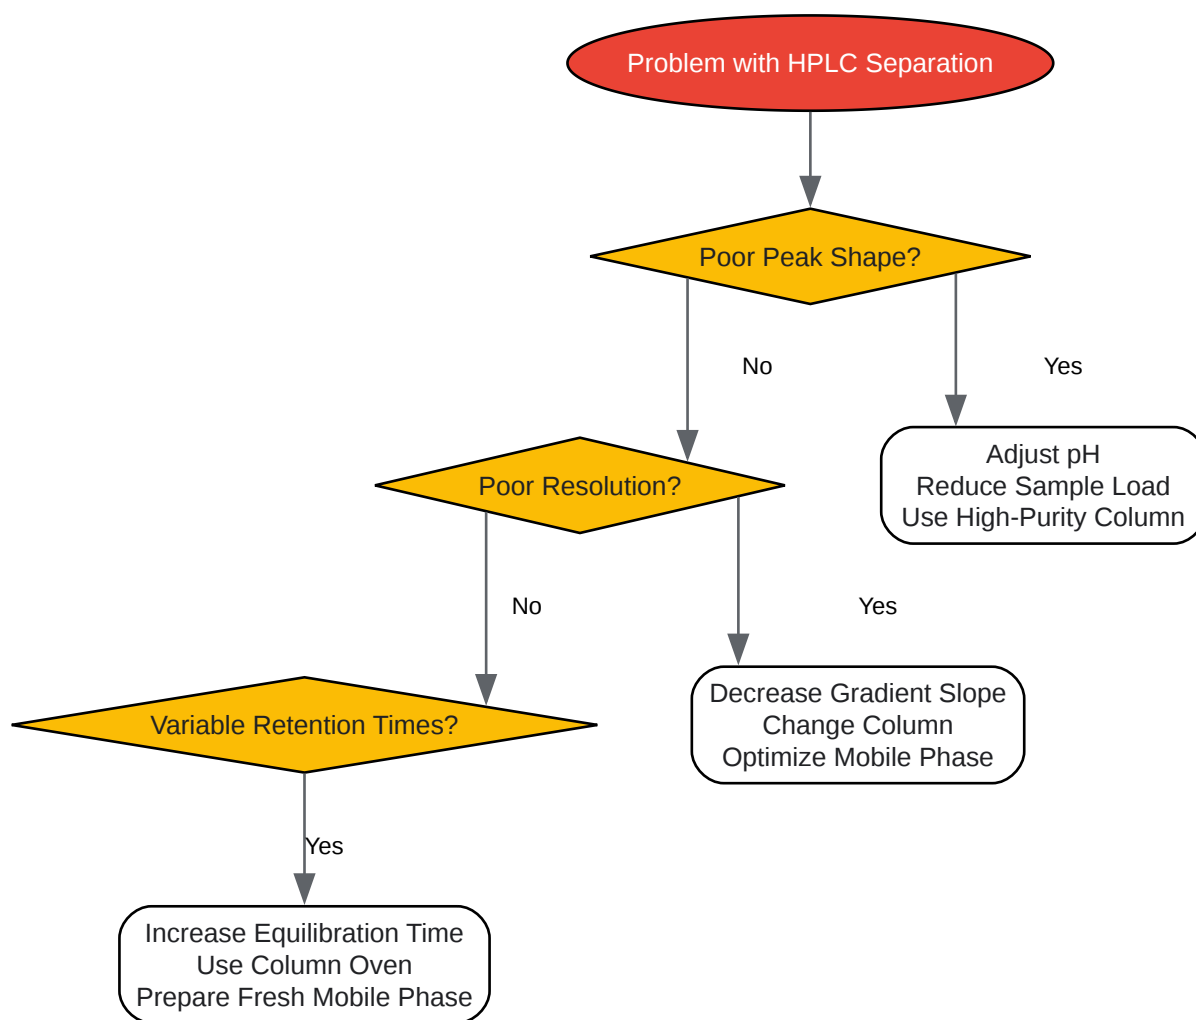 Problem with HPLC Separation
Poor Peak Shape?
No
Yes
Adjust pH
Reduce Sample Load
Use High-Purity Column
Poor Resolution?
No
Yes
Decrease Gradient Slope
Change Column
Optimize Mobile Phase
Variable Retention Times?
Yes
Increase Equilibration Time
Use Column Oven
Prepare Fresh Mobile Phase